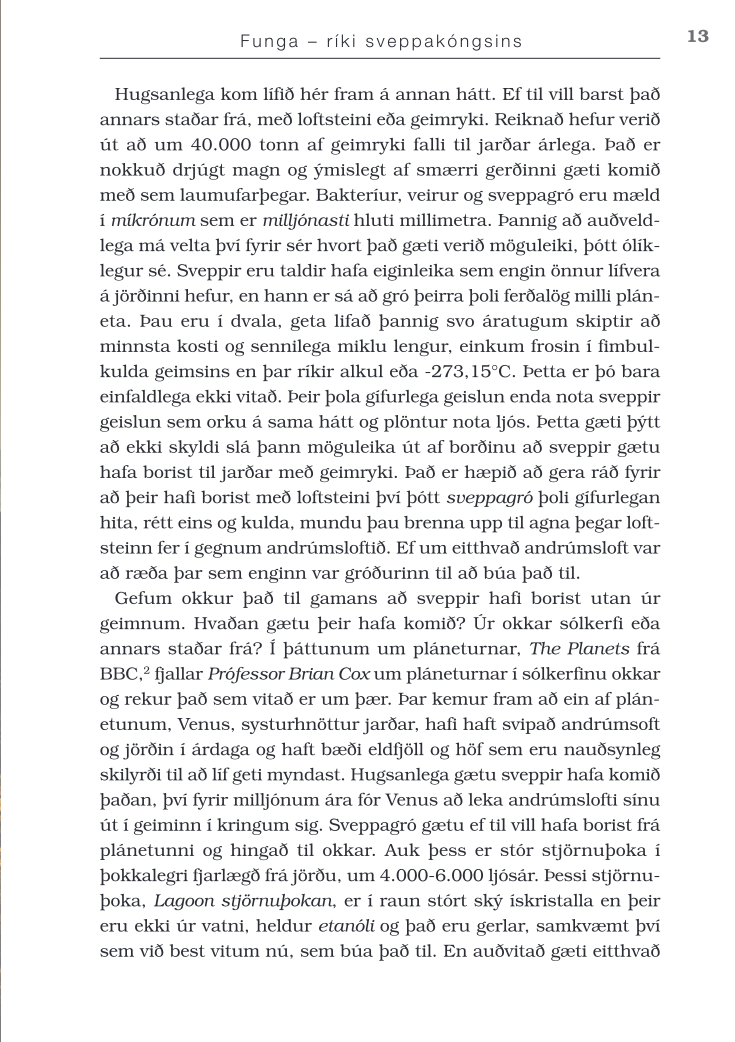 Funga – ríki sveppakóngsins
13
Hugsanlega kom lífið hér fram á annan hátt. Ef til vill barst það
annars staðar frá, með loftsteini eða geimryki. Reiknað hefur verið
út að um 40.000 tonn af geimryki falli til jarðar árlega. Það er
nokkuð drjúgt magn og ýmislegt af smærri gerðinni gæti komið
með sem laumufarþegar. Bakteríur, veirur og sveppagró eru mæld
í míkrónum sem er milljónasti hluti millimetra. Þannig að auðveld-
lega má velta því fyrir sér hvort það gæti verið möguleiki, þótt ólík-
legur sé. Sveppir eru taldir hafa eiginleika sem engin önnur lífvera
á jörðinni hefur, en hann er sá að gró þeirra þoli ferðalög milli plán-
eta. Þau eru í dvala, geta lifað þannig svo áratugum skiptir að
minnsta kosti og sennilega miklu lengur, einkum frosin í fimbul-
kulda geimsins en þar ríkir alkul eða -273,15°C. Þetta er þó bara
einfaldlega ekki vitað. Þeir þola gífurlega geislun enda nota sveppir
geislun sem orku á sama hátt og plöntur nota ljós. Þetta gæti þýtt
að ekki skyldi slá þann möguleika út af borðinu að sveppir gætu
hafa borist til jarðar með geimryki. Það er hæpið að gera ráð fyrir
að þeir hafi borist með loftsteini því þótt sveppagró þoli gífurlegan
hita, rétt eins og kulda, mundu þau brenna upp til agna þegar loft-
steinn fer í gegnum andrúmsloftið. Ef um eitthvað andrúmsloft var
að ræða þar sem enginn var gróðurinn til að búa það til.
Gefum okkur það til gamans að sveppir hafi borist utan úr
geimnum. Hvaðan gætu þeir hafa komið? Úr okkar sólkerfi eða
annars staðar frá? Í þáttunum um pláneturnar, The Planets frá
BBC,² fjallar Prófessor Brian Cox um pláneturnar í sólkerfinu okkar
og rekur það sem vitað er um þær. Þar kemur fram að ein af plán-
etunum, Venus, systurhnöttur jarðar, hafi haft svipað andrúmsoft
og jörðin í árdaga og haft bæði eldfjöll og höf sem eru nauðsynleg
skilyrði til að líf geti myndast. Hugsanlega gætu sveppir hafa komið
þaðan, því fyrir milljónum ára fór Venus að leka andrúmslofti sínu
út í geiminn í kringum sig. Sveppagró gætu ef til vill hafa borist frá
plánetunni og hingað til okkar. Auk þess er stór stjörnuþoka í
þokkalegri fjarlægð frá jörðu, um 4.000-6.000 ljósár. Þessi stjörnu-
þoka, Lagoon stjörnuþokan, er í raun stórt ský ískristalla en þeir
eru ekki úr vatni, heldur etanóli og það eru gerlar, samkvæmt því
sem við best vitum nú, sem búa það til. En auðvitað gæti eitthvað